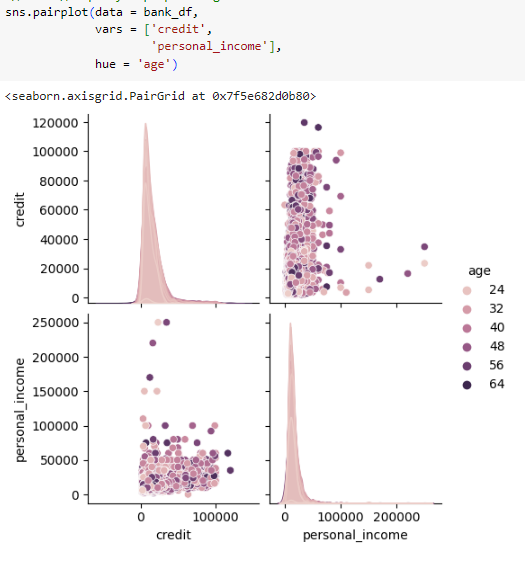 sns.pairplot(data = bank_df,
vars = ['credit',
'personal_income'],
hue = 'age')
<seaborn.axisgrid.PairGrid at 0x7f5e682d0b80>
120000
100000
80000
60000
40000
20000
0
credit
250000
200000
150000
100000
50000
0
personal_income
0 100000
credit
0 100000 200000
personal_income
age
24
32
40
48
56
64